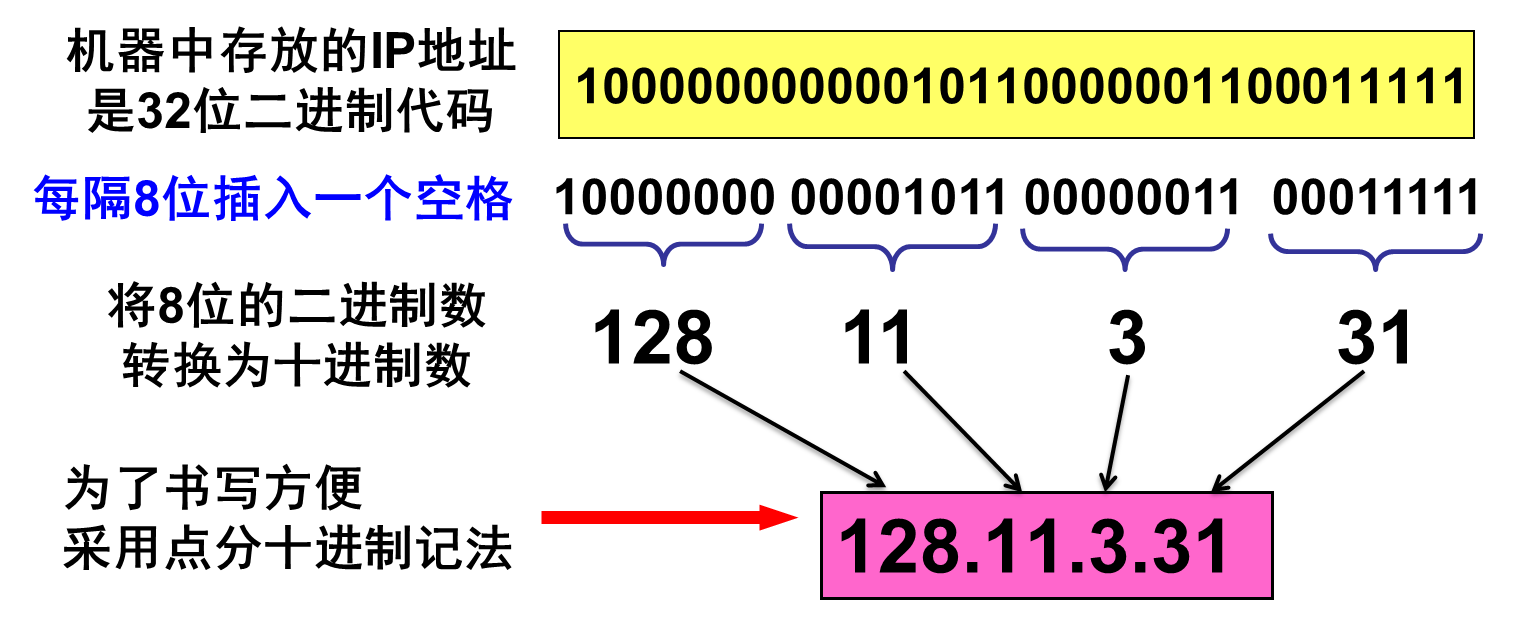 机器中存放的IP地址
是32位二进制代码
10000000000010110000001100011111
每隔8位插入一个空格
10000000 00001011 00000011 00011111
将8位的二进制数
转换为十进制数
128 11 3 31
为了书写方便
采用点分十进制记法
128.11.3.31